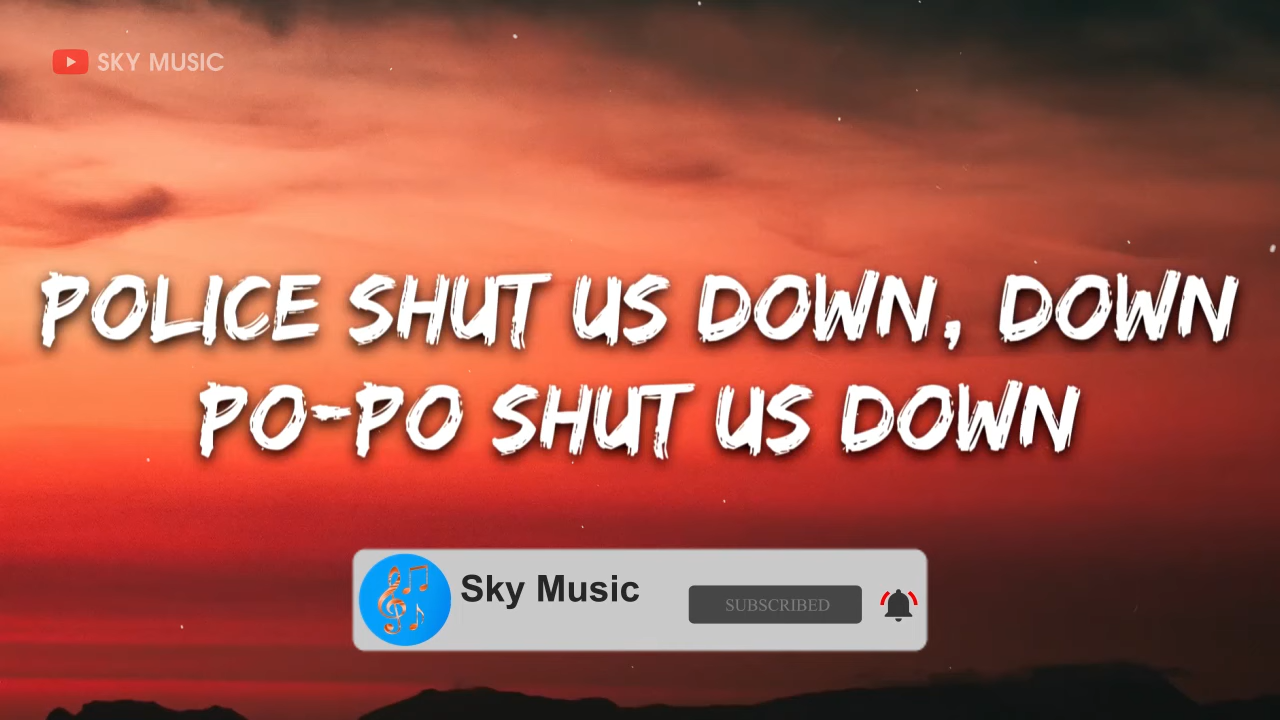 SKY MUSIC
POLICE SHUT US DOWN, DOWN
PO-PO SHUT US DOWN
Sky Music
SUBSCRIBED